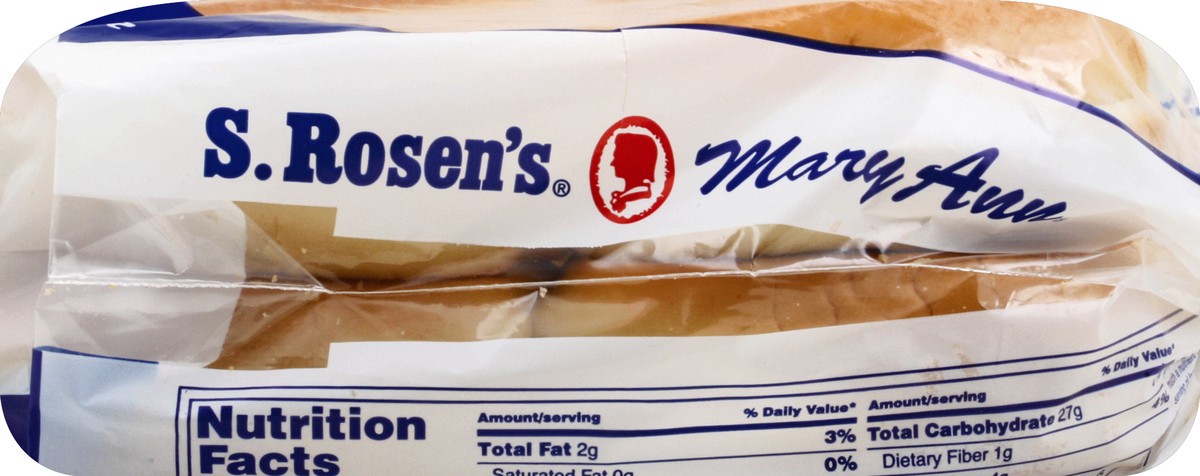 S. Rosen's® Mary Ann
Nutrition
Facts
Amount/serving % Daily Value*
Total Fat 2g 3%
Saturated Fat 0g 0%
Amount/serving % Daily Value*
Total Carbohydrate 27g %
Dietary Fiber 1g